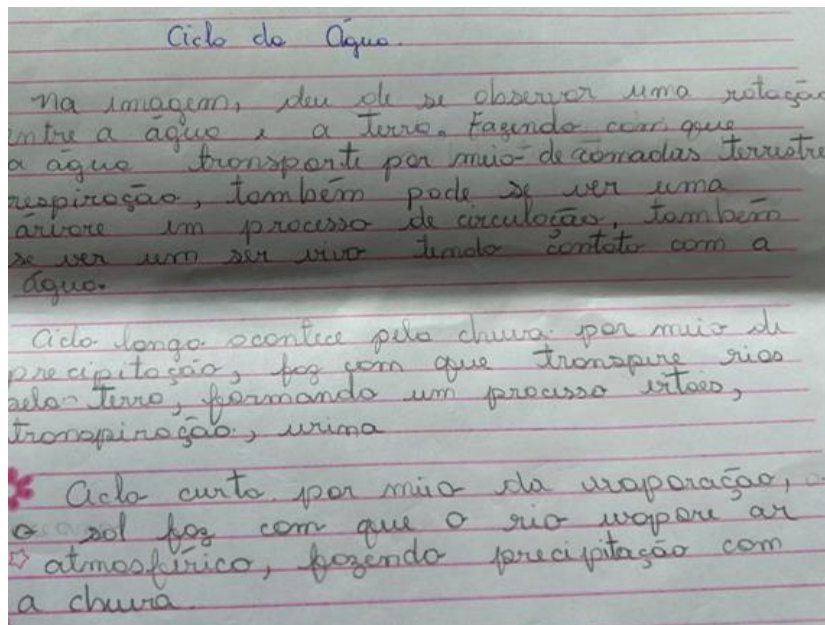 Ciclo da Água.
na imagem, deu de se observar uma rotação
entre a água e a terra. Fazendo com que
a água transporte por meio de camadas terrestre
respiração, também pode se ver uma
árvore em processo de circulação, também
se ver um ser vivo tendo contato com a
água.
Ciclo longo acontece pela chuva por meio de
precipitação, faz com que transpire rios
pela terra, formando um processo
transpiração, urina
Ciclo curto por meio da evaporação,
o sol faz com que o rio evapore ar
atmosférico, fazendo precipitação com
a chuva.